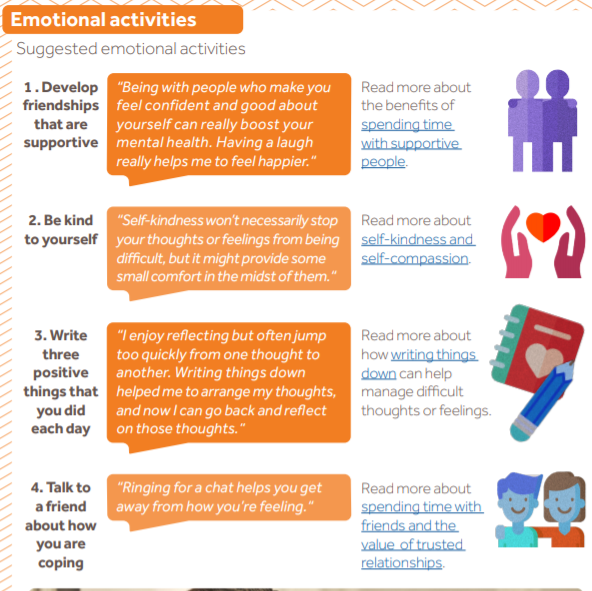 Emotional activities
Suggested emotional activities
1 . Develop
friendships
that are
supportive
“Being with people who make you
feel confident and good about
yourself can really boost your
mental health. Having a laugh
really helps me to feel happier.“
Read more about
the benefits of
spending time
with supportive
people.
2. Be kind
to yourself
“Self-kindness won't necessarily stop
your thoughts or feelings from being
difficult, but it might provide some
small comfort in the midst of them.“
Read more about
self-kindness and
self-compassion.
3. Write
three
positive
things that
you did
each day
“I enjoy reflecting but often jump
too quickly from one thought to
another. Writing things down
helped me to arrange my thoughts,
and now I can go back and reflect
on those thoughts.“
Read more about
how writing things
down can help
manage difficult
thoughts or feelings.
4. Talk to
a friend
about how
you are
coping
“Ringing for a chat helps you get
away from how you're feeling.“
Read more about
spending time with
friends and the
value of trusted
relationships.